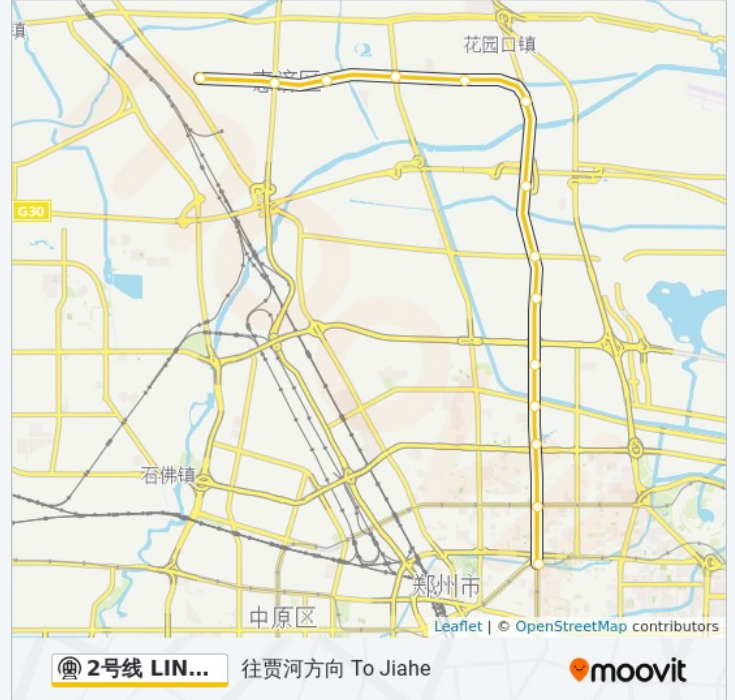 镇
花园口镇
惠济区
G30
石佛镇
郑州市
中原区
Leaflet | © OpenStreetMap contributors
2号线 LIN...
往贾河方向 To Jiahe
moovit